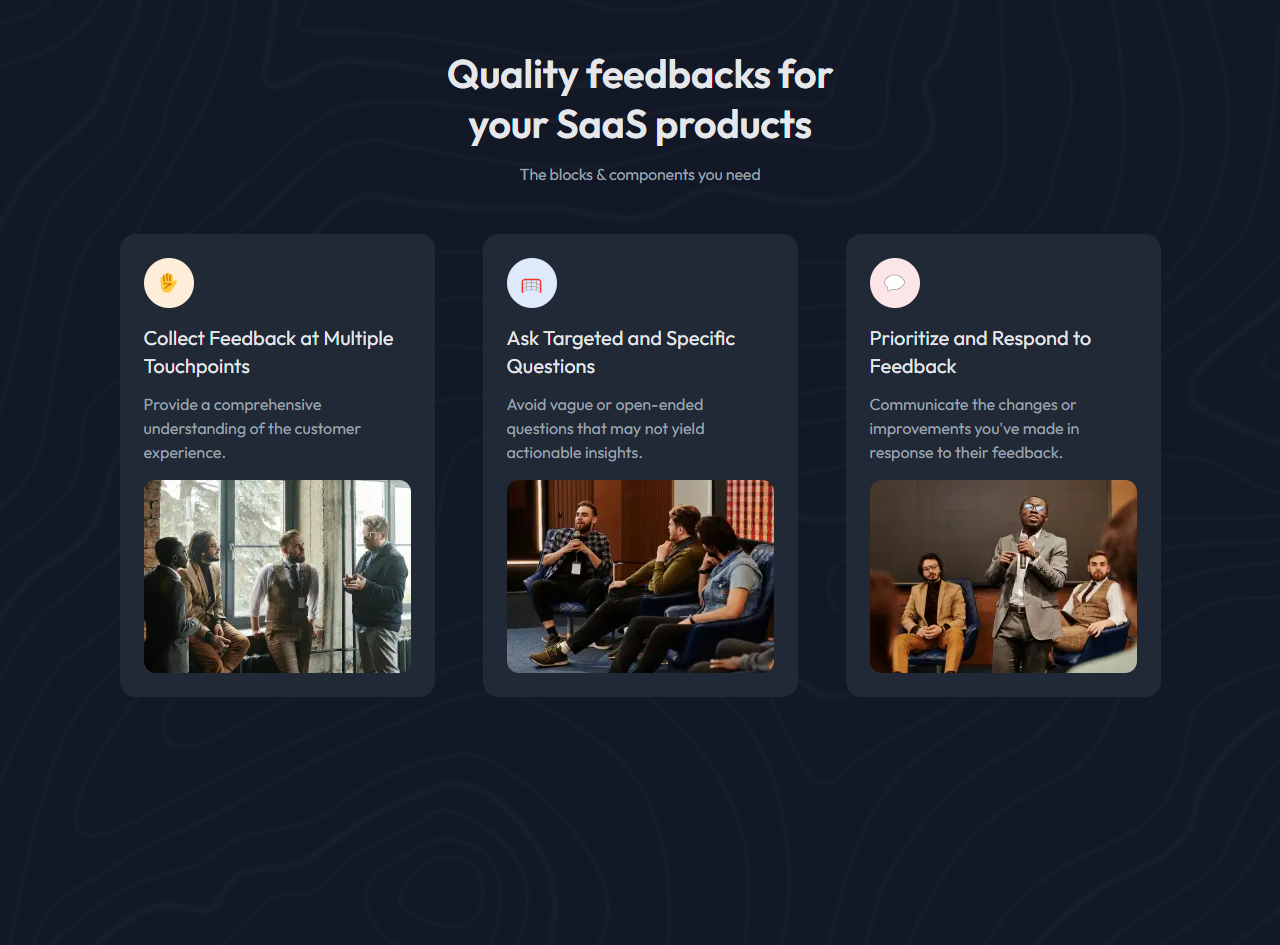 Quality feedbacks for
your SaaS products
The blocks & components you need
Collect Feedback at Multiple
Touchpoints
Provide a comprehensive
understanding of the customer
experience.
Ask Targeted and Specific
Questions
Avoid vague or open-ended
questions that may not yield
actionable insights.
Prioritize and Respond to
Feedback
Communicate the changes or
improvements you've made in
response to their feedback.